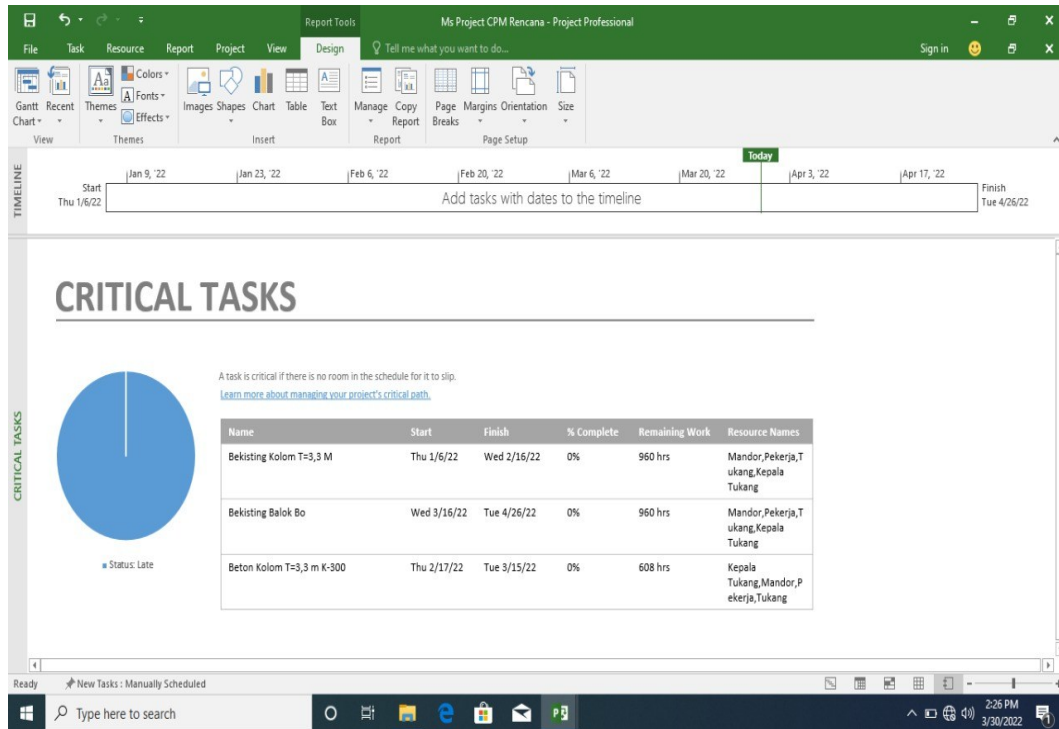 Report Tools
Ms Project CPM Rencana - Project Professional
File Task Resource Report Project View Design Tell me what you want to do... Sign in
Gantt Chart
Recent
Themes
Colors
Fonts
Effects
Images Shapes Chart Table Text Box
Manage
Copy Report
Page Breaks
Margins Orientation Size
View Themes Insert Report Page Setup
TIMELINE
Today
Jan 9, '22 Jan 23, '22 Feb 6, '22 Feb 20, '22 Mar 6, '22 Mar 20, '22 Apr 3, '22 Apr 17, '22
Start
Thu 1/6/22
Add tasks with dates to the timeline
Finish
Tue 4/26/22
CRITICAL TASKS
CRITICAL TASKS
A task is critical if there is no room in the schedule for it to slip.
Learn more about managing your project's critical path.
Name Start Finish % Complete Remaining Work Resource Names
Bekisting Kolom T=3,3 M Thu 1/6/22 Wed 2/16/22 0% 960 hrs Mandor,Pekerja,T
ukang,Kepala
Tukang
Bekisting Balok Bo Wed 3/16/22 Tue 4/26/22 0% 960 hrs Mandor,Pekerja,T
ukang,Kepala
Tukang
Beton Kolom T=3,3 m K-300 Thu 2/17/22 Tue 3/15/22 0% 608 hrs Kepala
Tukang,Mandor,P
ekerja,Tukang
Status: Late
Ready New Tasks : Manually Scheduled
Type here to search
2:26 PM
3/30/2022